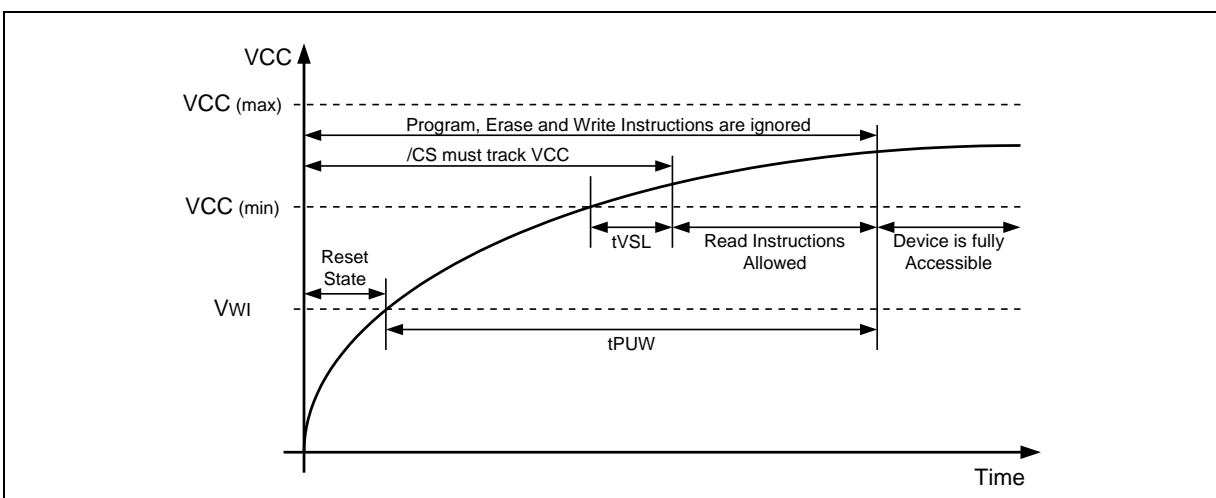 VCC
VCC (max)
Program, Erase and Write Instructions are ignored
/CS must track VCC
VCC (min)
tVSL
Read Instructions
Allowed
Device is fully
Accessible
Reset
State
VWI
tPUW
Time